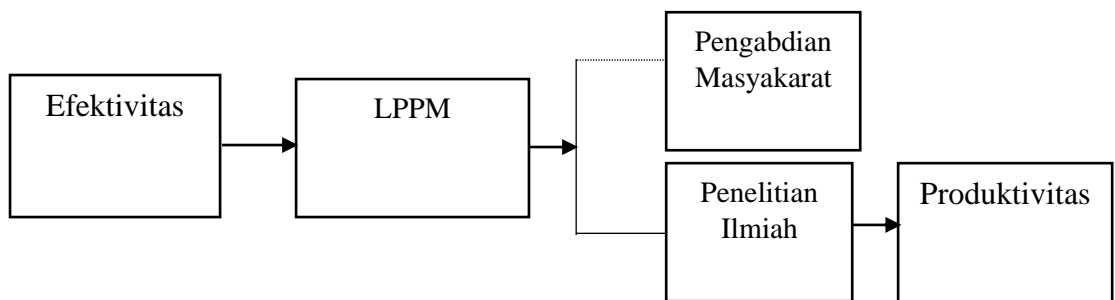 Efektivitas
LPPM
Pengabdian
Masyakarat
Penelitian
Ilmiah
Produktivitas